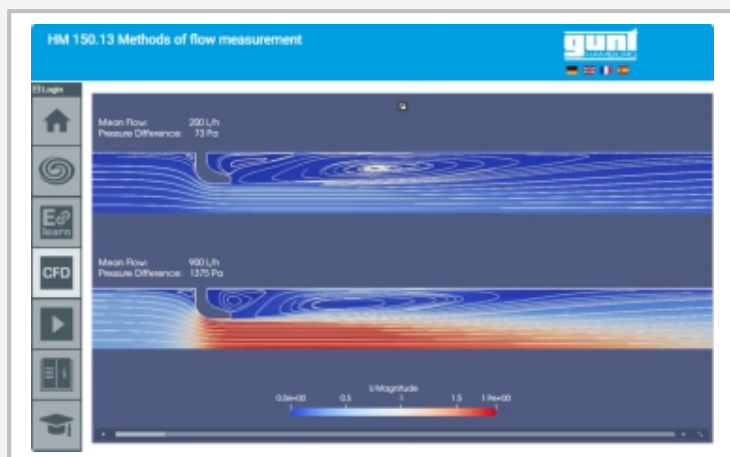 HM 150.13 Methods of flow measurement
gunt
HAMBURG
Login
Mean Flow: 200 L/h
Pressure Difference: 73 Pa
E
learn
CFD
Mean Flow: 900 L/h
Pressure Difference: 1375 Pa
U Magnitude
0.0e+00 0.5 1 1.5 1.9e+00